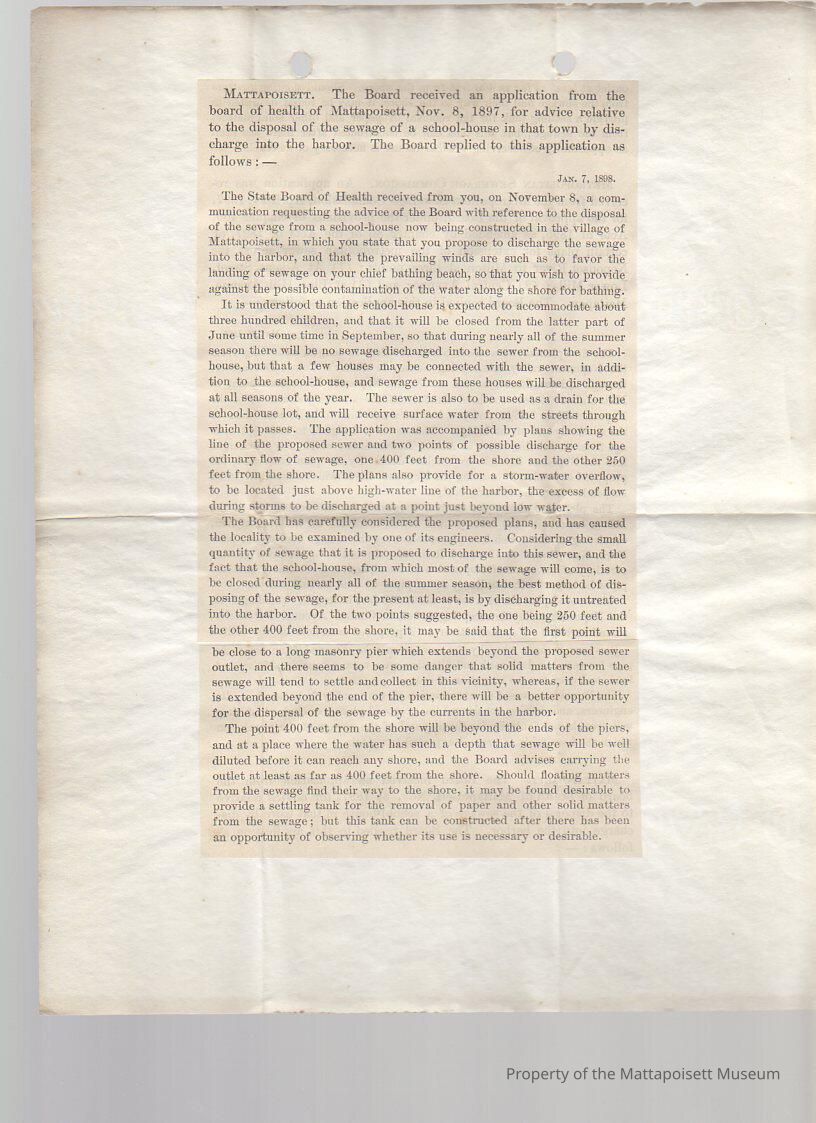 MATTAPOISETT. The Board received an application from the
board of health of Mattapoisett, Nov. 8, 1897, for advice relative
to the disposal of the sewage of a school-house in that town by dis-
charge into the harbor. The Board replied to this application as
follows : —
JAN. 7, 1898.
The State Board of Health received from you, on November 8, a com-
munication requesting the advice of the Board with reference to the disposal
of the sewage from a school-house now being constructed in the village of
Mattapoisett, in which you state that you propose to discharge the sewage
into the harbor, and that the prevailing winds are such as to favor the
landing of sewage on your chief bathing beach, so that you wish to provide
against the possible contamination of the water along the shore for bathing.
It is understood that the school-house is expected to accommodate about
three hundred children, and that it will be closed from the latter part of
June until some time in September, so that during nearly all of the summer
season there will be no sewage discharged into the sewer from the school-
house, but that a few houses may be connected with the sewer, in addi-
tion to the school-house, and sewage from these houses will be discharged
at all seasons of the year. The sewer is also to be used as a drain for the
school-house lot, and will receive surface water from the streets through
which it passes. The application was accompanied by plans showing the
line of the proposed sewer and two points of possible discharge for the
ordinary flow of sewage, one 400 feet from the shore and the other 250
feet from the shore. The plans also provide for a storm-water overflow,
to be located just above high-water line of the harbor, the excess of flow
during storms to be discharged at a point just beyond low water.
The Board has carefully considered the proposed plans, and has caused
the locality to be examined by one of its engineers. Considering the small
quantity of sewage that it is proposed to discharge into this sewer, and the
fact that the school-house, from which most of the sewage will come, is to
be closed during nearly all of the summer season, the best method of dis-
posing of the sewage, for the present at least, is by discharging it untreated
into the harbor. Of the two points suggested, the one being 250 feet and
the other 400 feet from the shore, it may be said that the first point will
be close to a long masonry pier which extends beyond the proposed sewer
outlet, and there seems to be some danger that solid matters from the
sewage will tend to settle and collect in this vicinity, whereas, if the sewer
is extended beyond the end of the pier, there will be a better opportunity
for the dispersal of the sewage by the currents in the harbor.
The point 400 feet from the shore will be beyond the ends of the piers,
and at a place where the water has such a depth that sewage will be well
diluted before it can reach any shore, and the Board advises carrying the
outlet at least as far as 400 feet from the shore. Should floating matters
from the sewage find their way to the shore, it may be found desirable to
provide a settling tank for the removal of paper and other solid matters
from the sewage; but this tank can be constructed after there has been
an opportunity of observing whether its use is necessary or desirable.
Property of the Mattapoisett Museum